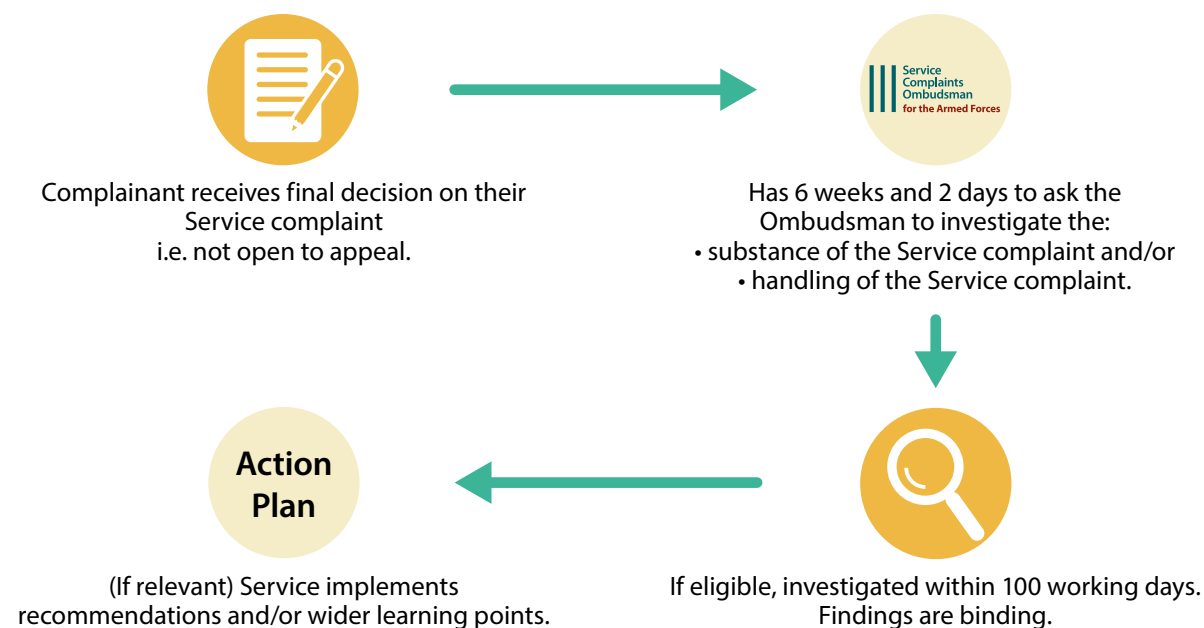 Service
Complaints
Ombudsman
for the Armed Forces
Complainant receives final decision on their
Service complaint
i.e. not open to appeal.
Has 6 weeks and 2 days to ask the
Ombudsman to investigate the:
• substance of the Service complaint and/or
• handling of the Service complaint.
Action
Plan
(If relevant) Service implements
recommendations and/or wider learning points.
If eligible, investigated within 100 working days.
Findings are binding.